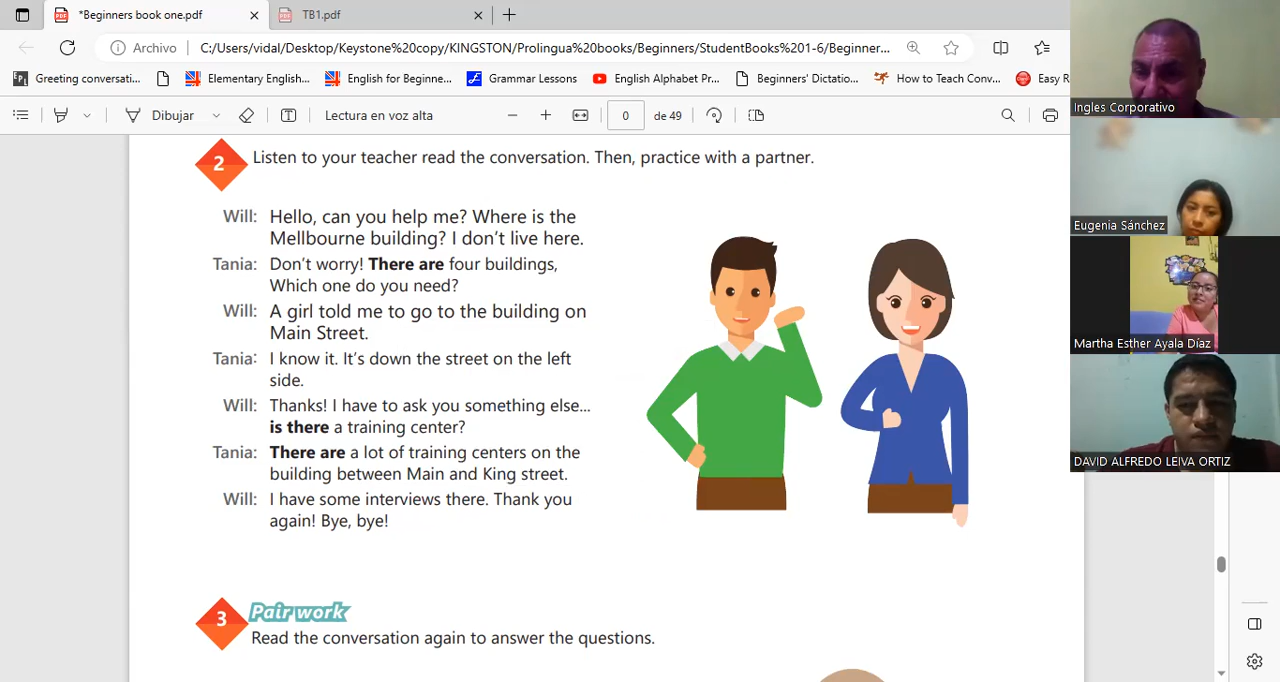 *Beginners book one.pdf
TB1.pdf
Archivo
C:/Users/vidal/Desktop/Keystone%20copy/KINGSTON/Prolingua%20books/Beginners/StudentBooks%201-6/Beginner...
Greeting conversati...
Elementary English...
English for Beginne...
Grammar Lessons
English Alphabet Pr...
Beginners' Dictatio...
How to Teach Conv...
Easy R
Dibujar
Lectura en voz alta
0
de 49
2
Listen to your teacher read the conversation. Then, practice with a partner.
Will: Hello, can you help me? Where is the
Mellbourne building? I don't live here.
Tania: Don't worry! There are four buildings,
Which one do you need?
Will: A girl told me to go to the building on
Main Street.
Tania: I know it. It's down the street on the left
side.
Will: Thanks! I have to ask you something else...
is there a training center?
Tania: There are a lot of training centers on the
building between Main and King street.
Will: I have some interviews there. Thank you
again! Bye, bye!
3
Pair work
Read the conversation again to answer the questions.
Ingles Corporativo
Eugenia Sánchez
Martha Esther Ayala Díaz
DAVID ALFREDO LEIVA ORTIZ